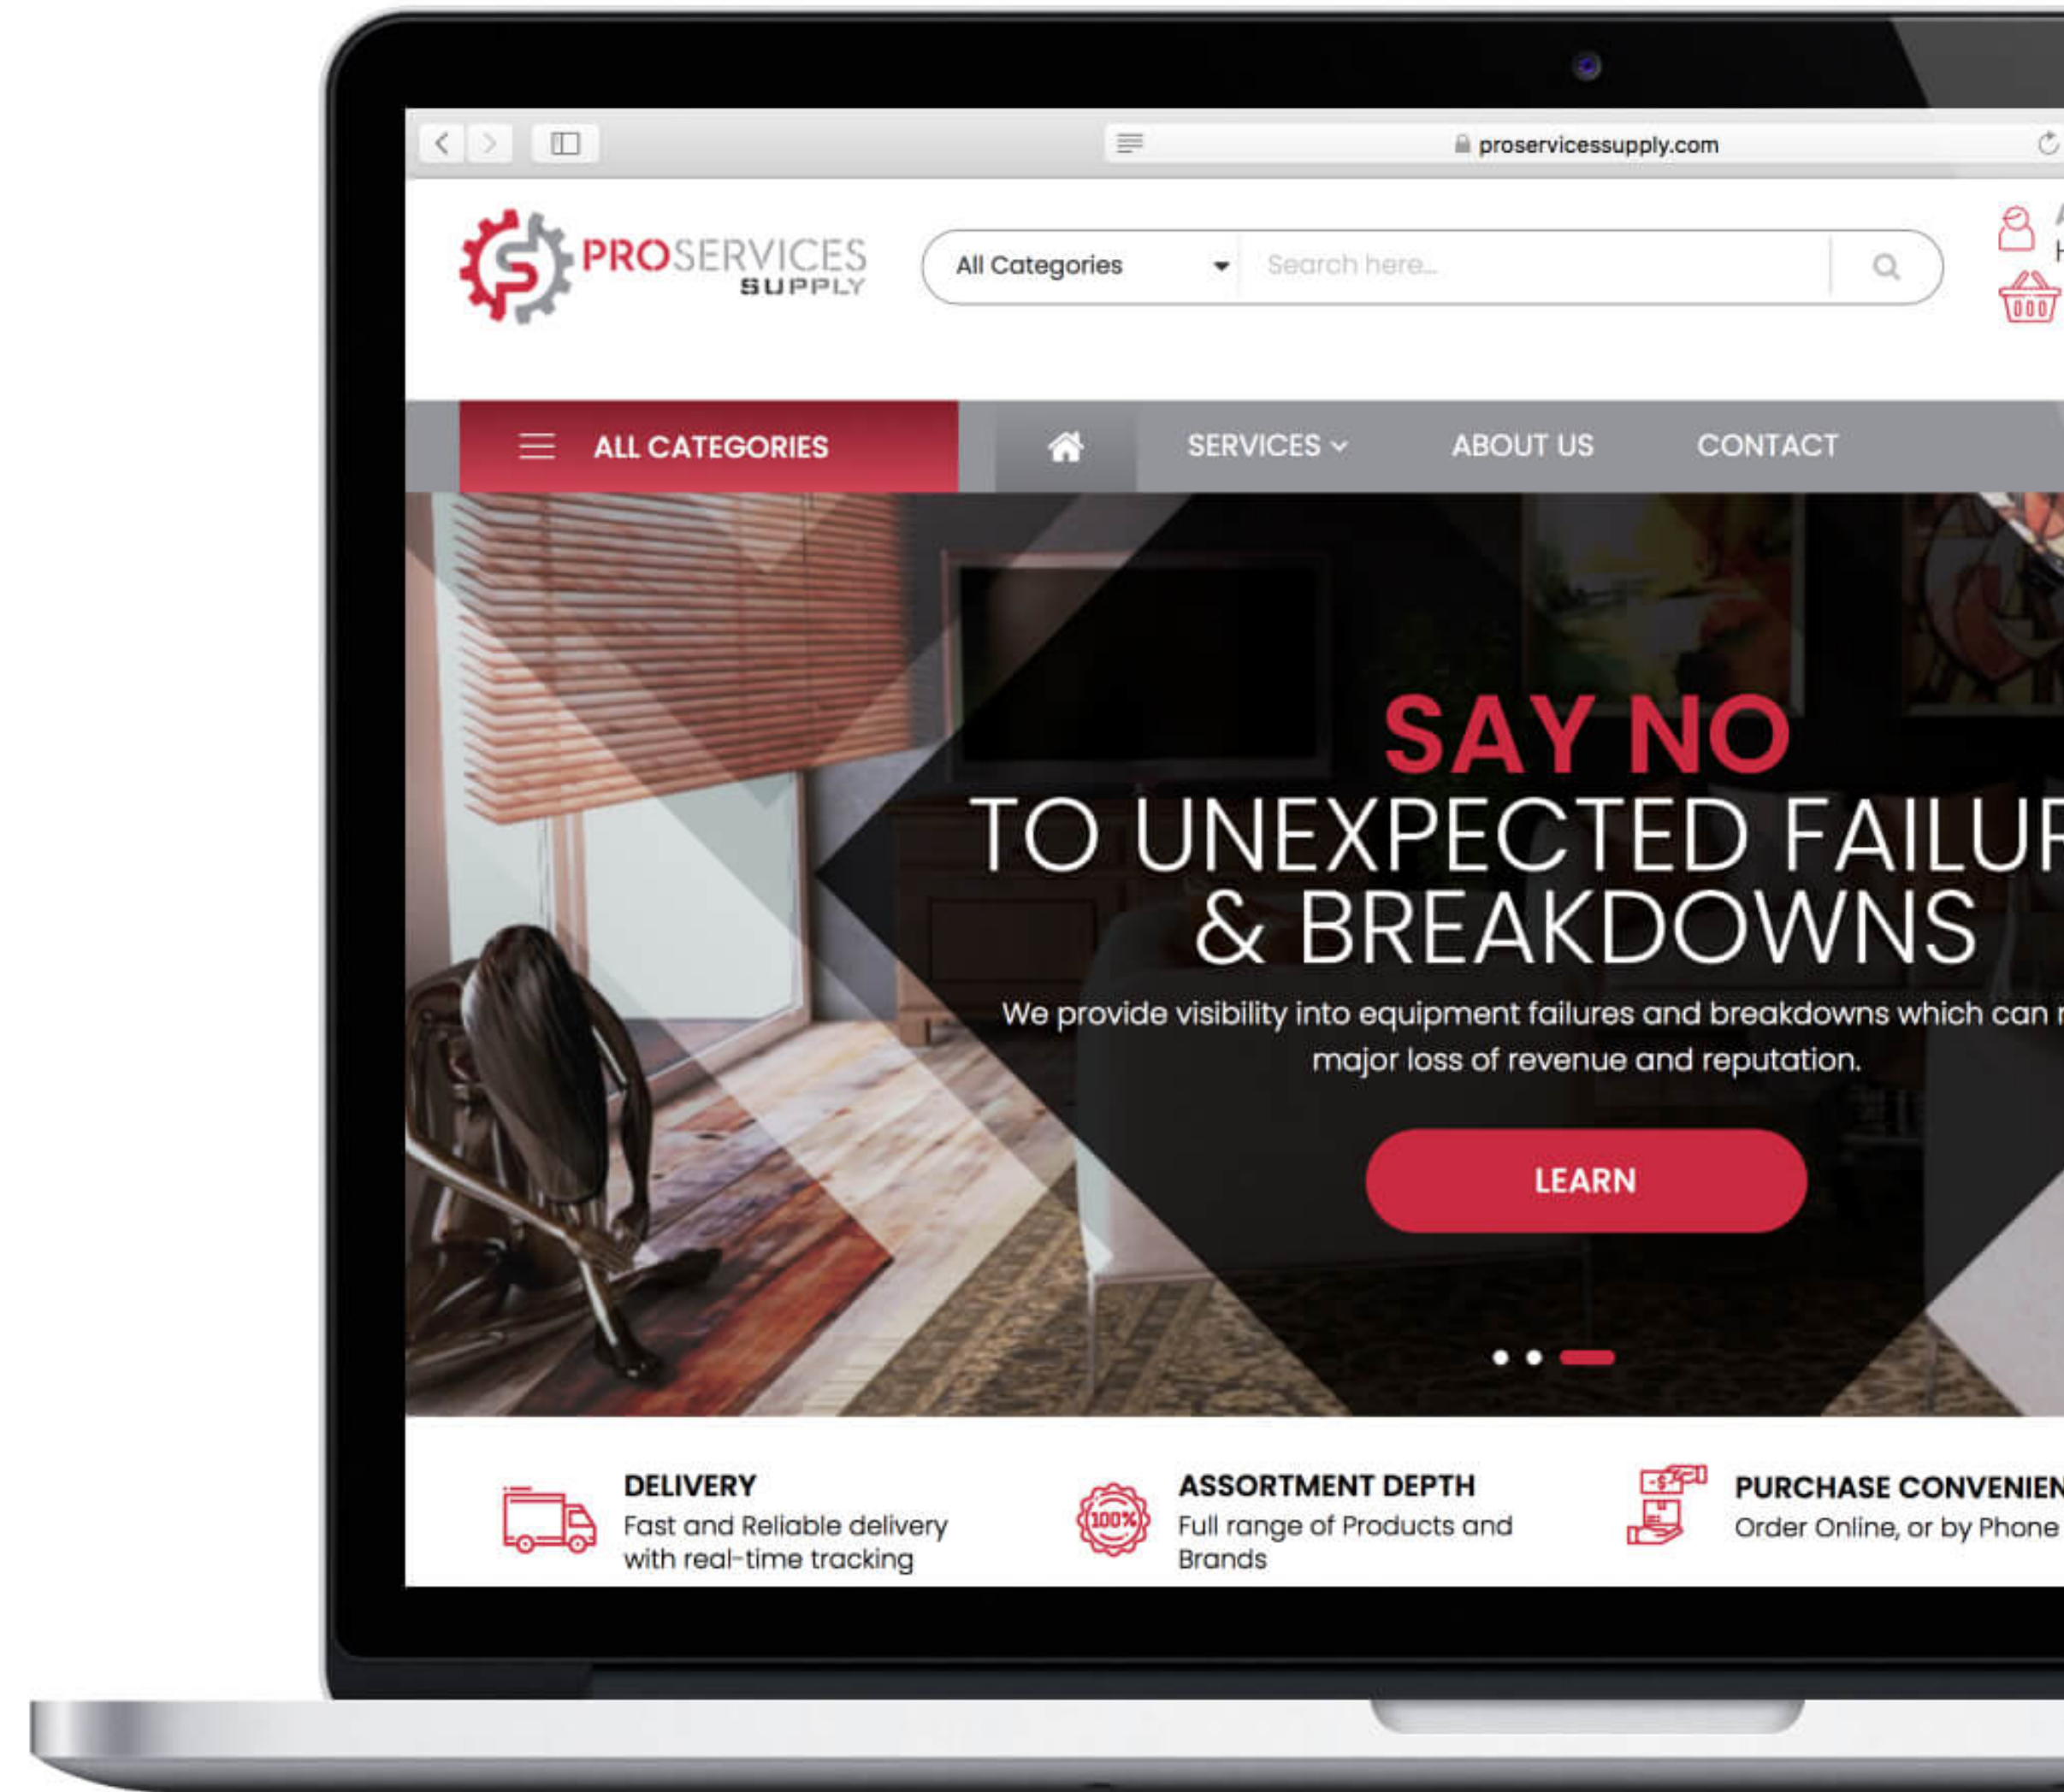 proservicessupply.com
PROSERVICES
SUPPLY
All Categories
Search here...
ALL CATEGORIES
SERVICES
ABOUT US
CONTACT
SAY NO
TO UNEXPECTED FAILUR
& BREAKDOWNS
We provide visibility into equipment failures and breakdowns which can
major loss of revenue and reputation.
LEARN
DELIVERY
Fast and Reliable delivery
with real-time tracking
100%
ASSORTMENT DEPTH
Full range of Products and
Brands
-$
PURCHASE CONVENIEN
Order Online, or by Phone